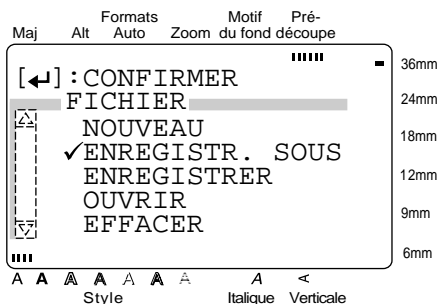 Formats Motif Pré-
Maj Alt Auto Zoom du fond découpe
36mm
[↵]:CONFIRMER
FICHIER
24mm
NOUVEAU
18mm
✓ENREGISTR. SOUS
ENREGISTRER
12mm
OUVRIR
9mm
EFFACER
6mm
A A A A A A A A A
Style Italique Verticale